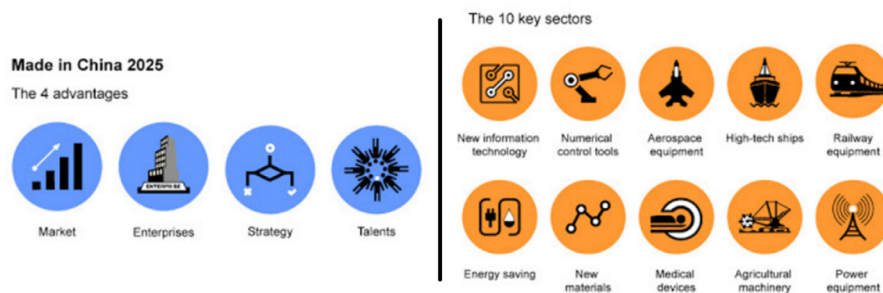 Made in China 2025
The 4 advantages
ENTERPRISE
Market
Enterprises
Strategy
Talents
The 10 key sectors
New information
technology
Numerical
control tools
Aerospace
equipment
High-tech ships
Railway
equipment
Energy saving
New
materials
Medical
devices
Agricultural
machinery
Power
equipment